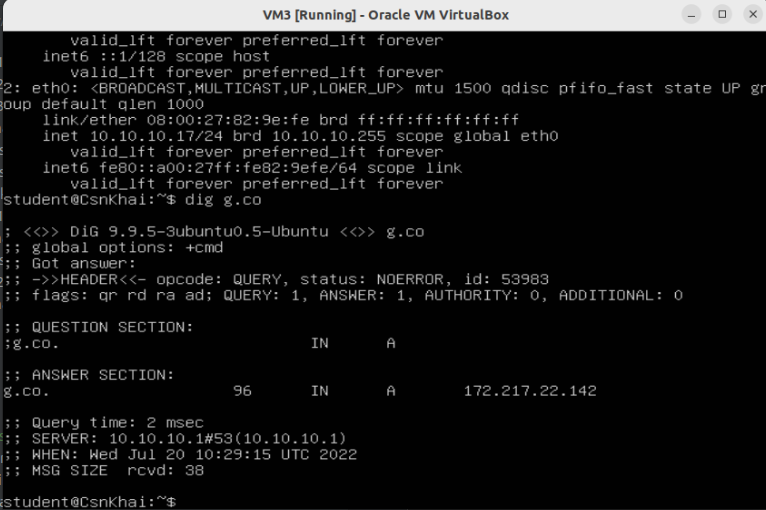 VM3 [Running] - Oracle VM VirtualBox
valid_lft forever preferred_lft forever
inet6 ::1/128 scope host
valid_lft forever preferred_lft forever
2: eth0: <BROADCAST,MULTICAST,UP,LOWER_UP> mtu 1500 qdisc pfifo_fast state UP gr
oup default qlen 1000
link/ether 08:00:27:82:9e:fe brd ff:ff:ff:ff:ff:ff
inet 10.10.10.17/24 brd 10.10.10.255 scope global eth0
valid_lft forever preferred_lft forever
inet6 fe80::a00:27ff:fe82:9efe/64 scope link
valid_lft forever preferred_lft forever
student@CsnKhai:~$ dig g.co
; <<>> DiG 9.9.5-3ubuntu0.5-Ubuntu <<>> g.co
;; global options: +cmd
;; Got answer:
;; ->>HEADER<<- opcode: QUERY, status: NOERROR, id: 53983
;; flags: qr rd ra ad; QUERY: 1, ANSWER: 1, AUTHORITY: 0, ADDITIONAL: 0
;; QUESTION SECTION:
;g.co. IN A
;; ANSWER SECTION:
g.co. 96 IN A 172.217.22.142
;; Query time: 2 msec
;; SERVER: 10.10.10.1#53(10.10.10.1)
;; WHEN: Wed Jul 20 10:29:15 UTC 2022
;; MSG SIZE rcvd: 38
student@CsnKhai:~$